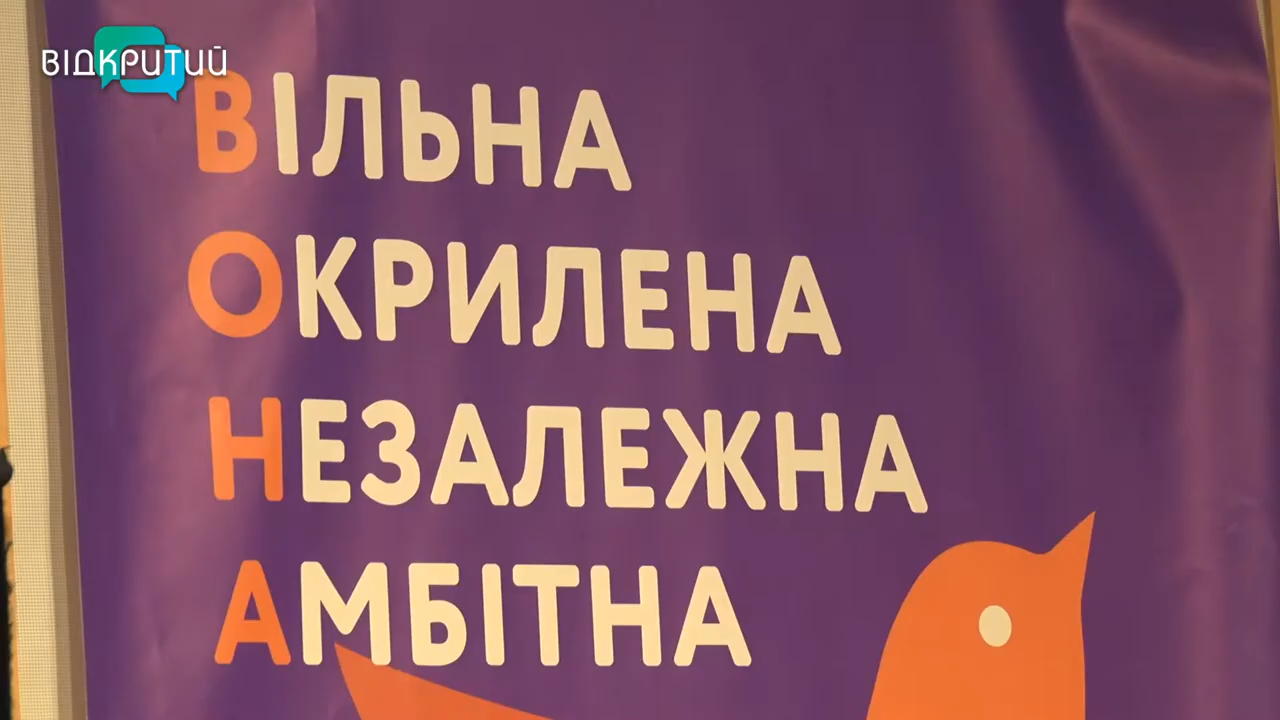 ВІДКРИТИЙ
ВІЛЬНА
ОКРИЛЕНА
НЕЗАЛЕЖНА
АМБІТНА